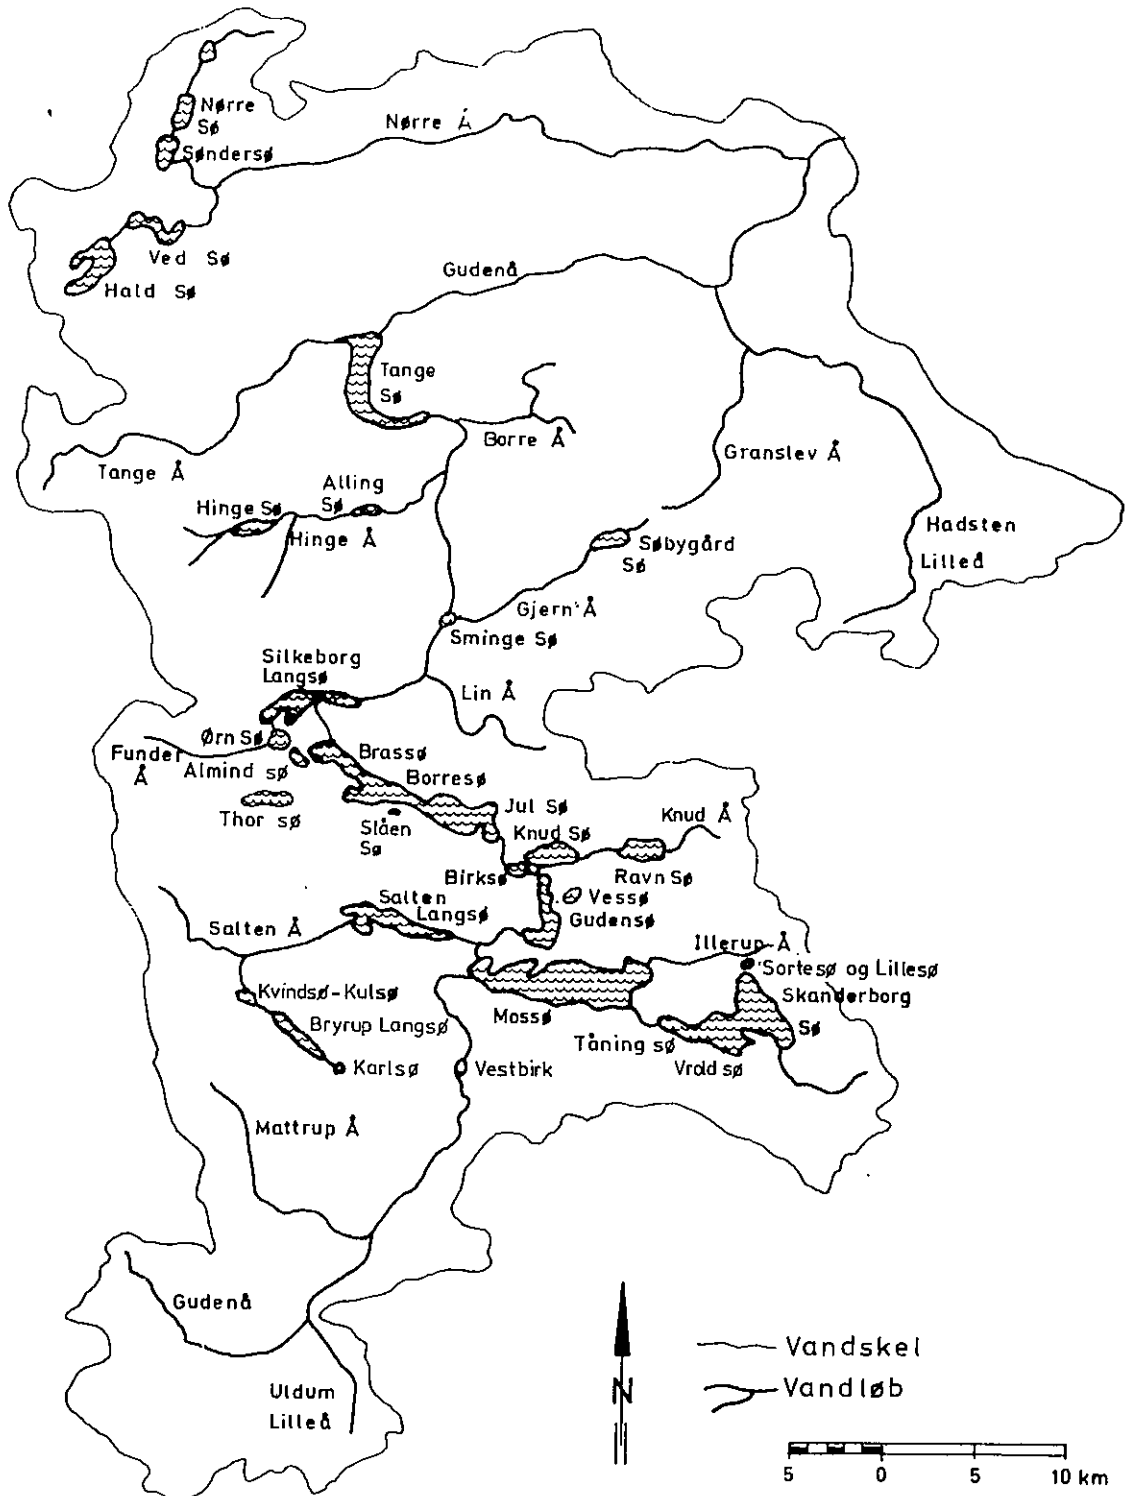 Nørre
Sø
Søndersø
Nørre Å
Ved Sø
Hald Sø
Gudenå
Tange
Sø
Borre Å
Granslev Å
Tange Å
Alling
Sø
Hinge Sø
Hinge Å
Hadsten
Lilleå
Søbygård
Sø
Gjern Å
Sminge Sø
Silkeborg
Langsø
Lin Å
Ørn Sø
Funder
Å
Almind sø
Brassø
Borresø
Thor sø
Slåen
Sø
Jul Sø
Knud Sø
Knud Å
Birksø
Ravn Sø
Vessø
Gudensø
Salten
Langsø
Salten Å
Illerup Å
Sortesø og Lillesø
Skanderborg
Sø
Kvindsø-Kulsø
Mossø
Bryrup Langsø
Tåning sø
Karlsø
Vestbirk
Vrold sø
Mattrup Å
Gudenå
Uldum
Lilleå
N
Vandskel
Vandløb
5 0 5 10 km